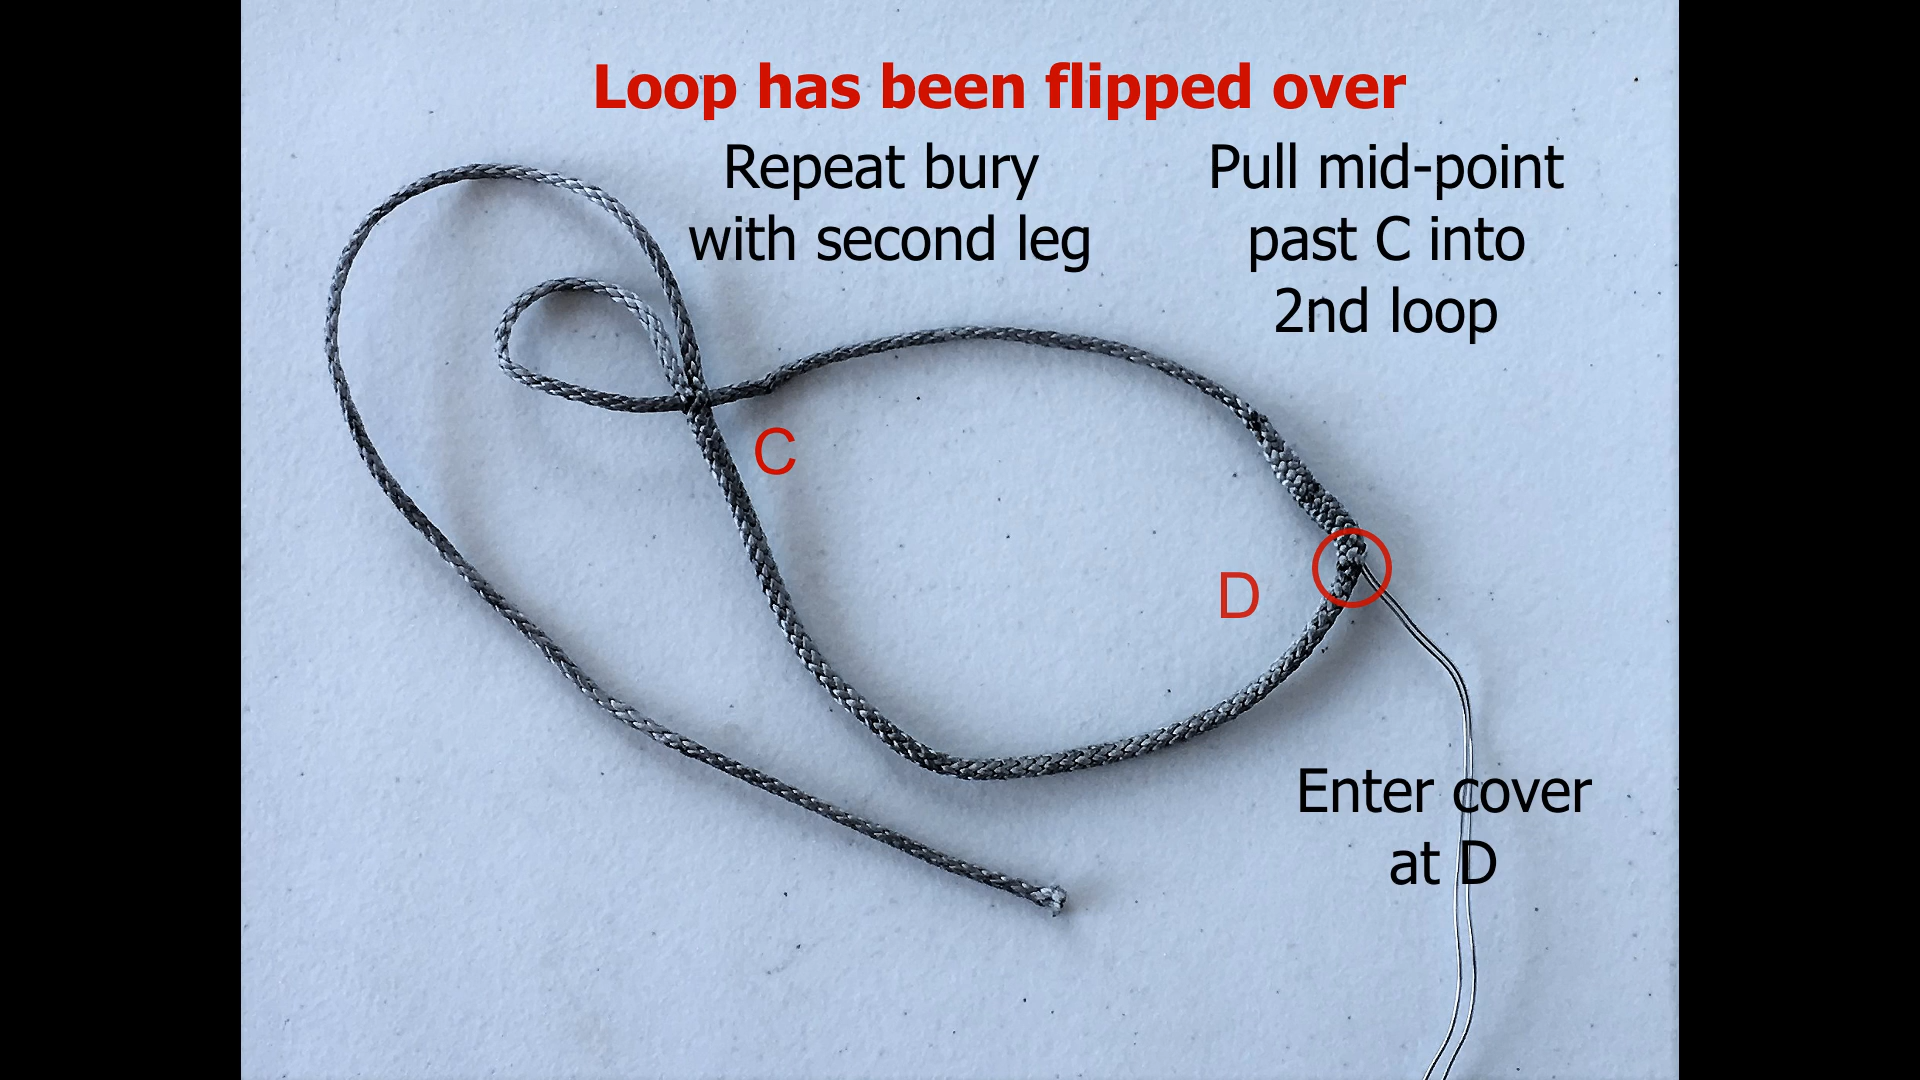 Loop has been flipped over
Repeat bury
with second leg
Pull mid-point
past C into
2nd loop
C
D
Enter cover
at D